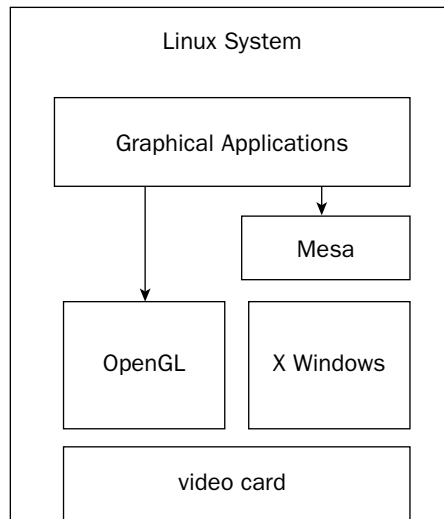 Linux System
Graphical Applications
Mesa
OpenGL
X Windows
video card